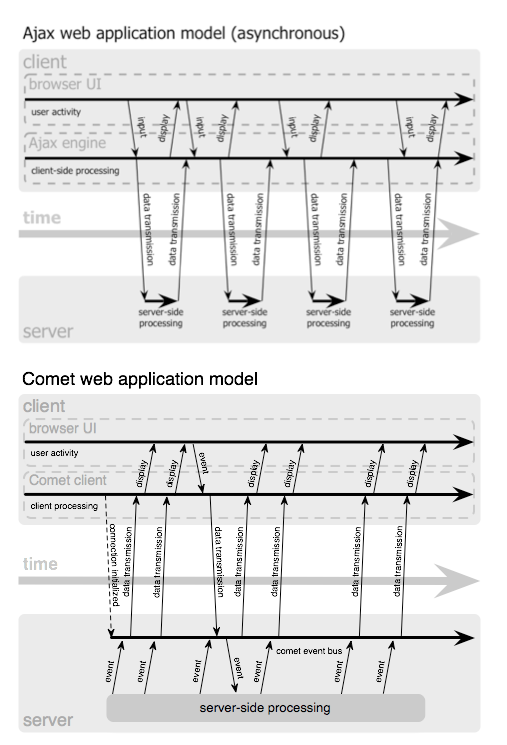 Ajax web application model (asynchronous)
client
browser UI
user activity
input
display
input
display
input
display
input
display
Ajax engine
client-side processing
time
data transmission
data transmission
data transmission
data transmission
data transmission
data transmission
data transmission
data transmission
server-side
processing
server-side
processing
server-side
processing
server-side
processing
server
Comet web application model
client
browser UI
user activity
display
display
event
display
display
display
display
Comet client
client processing
time
connection initialized
data transmission
data transmission
data transmission
data transmission
data transmission
data transmission
data transmission
comet event bus
event
event
event
event
event
event
event
server-side processing
server